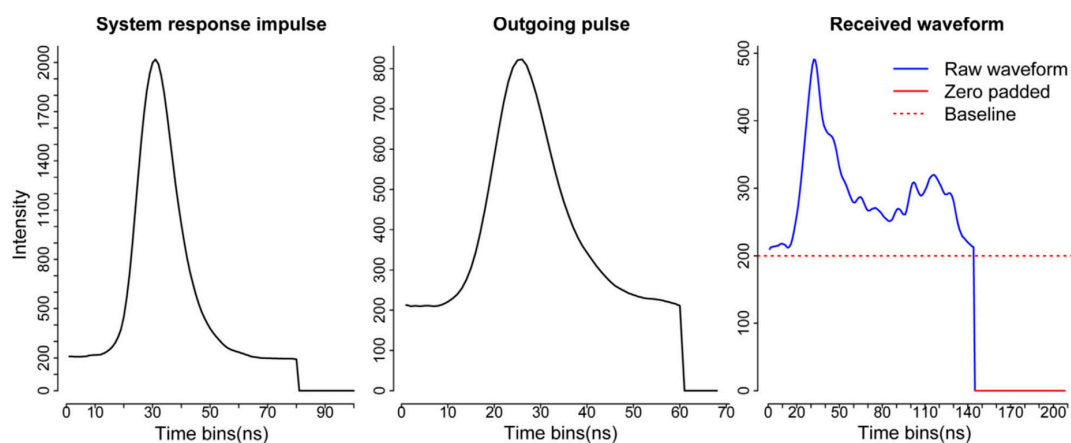 System response impulse
Outgoing pulse
Received waveform
Intensity
2000
1700
1400
1100
800
500
200
0
0 10 30 50 70 90
Time bins(ns)
800
700
600
500
400
300
200
0
0 10 20 30 40 50 60 70
Time bins(ns)
500
400
300
200
100
0
0 20 50 80 110 140 170 200
Time bins(ns)
Raw waveform
Zero padded
Baseline